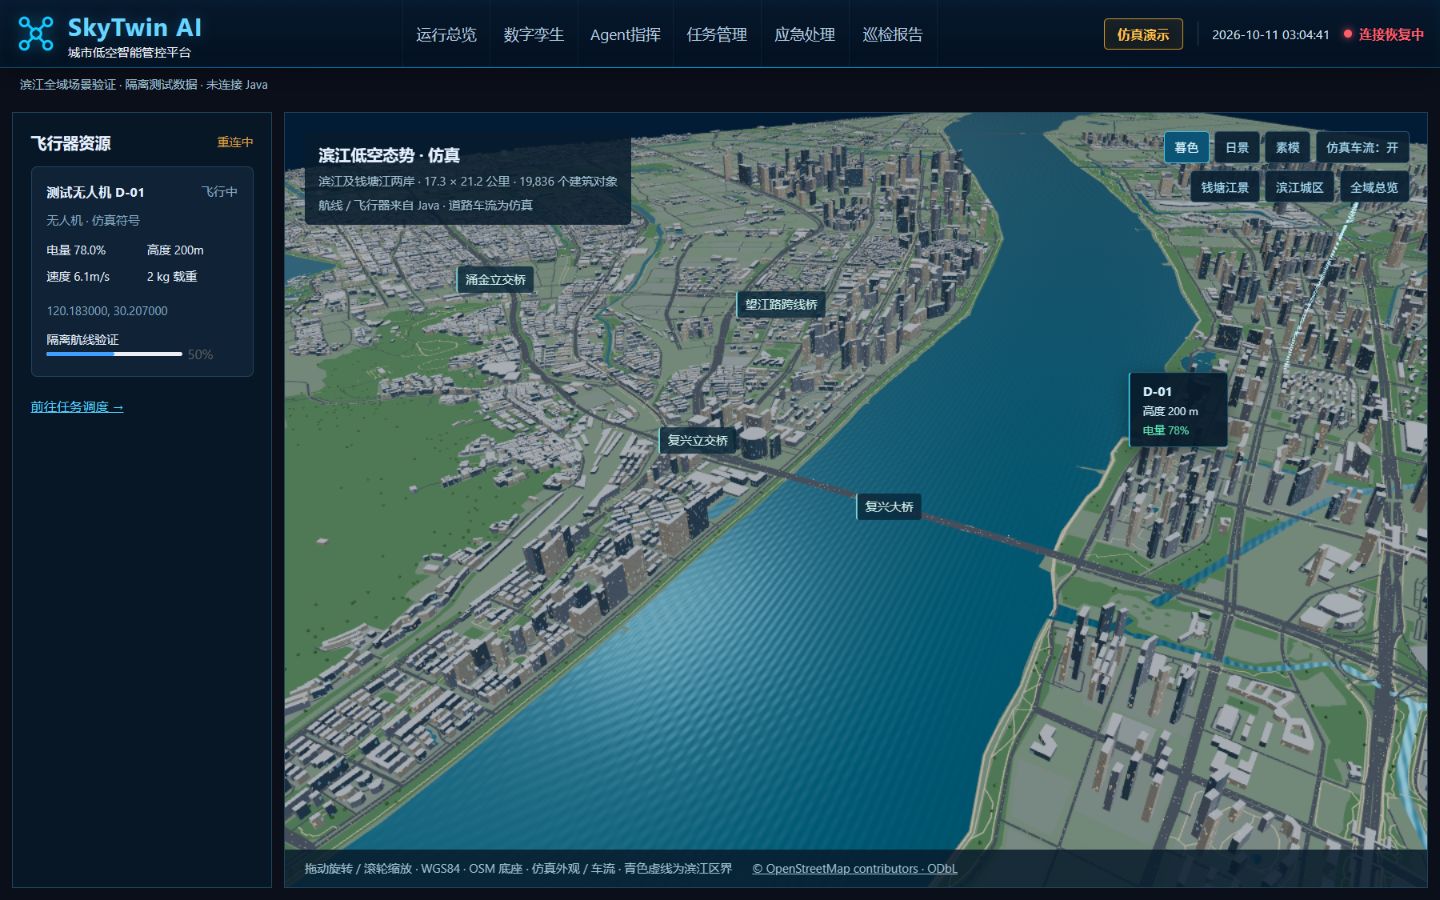 SkyTwin AI
城市低空智能管控平台
运行总览
数字孪生
Agent指挥
任务管理
应急处理
巡检报告
仿真演示
2026-10-11 03:04:41
连接恢复中
滨江全域场景验证 · 隔离测试数据 · 未连接 Java
飞行器资源
重连中
测试无人机 D-01
飞行中
无人机 · 仿真符号
电量 78.0%
高度 200m
速度 6.1m/s
2 kg 载重
120.183000, 30.207000
隔离航线验证
50%
前往任务调度 →
滨江低空态势 · 仿真
滨江及钱塘江两岸 · 17.3 × 21.2 公里 · 19,836 个建筑对象
航线 / 飞行器来自 Java · 道路车流为仿真
暮色
日景
素模
仿真车流：开
钱塘江景
滨江城区
全域总览
涌金立交桥
望江路跨线桥
D-01
高度 200 m
电量 78%
复兴立交桥
复兴大桥
拖动旋转 / 滚轮缩放 · WGS84 · OSM 底座 · 仿真外观 / 车流 · 青色虚线为滨江区界
© OpenStreetMap contributors · ODbL